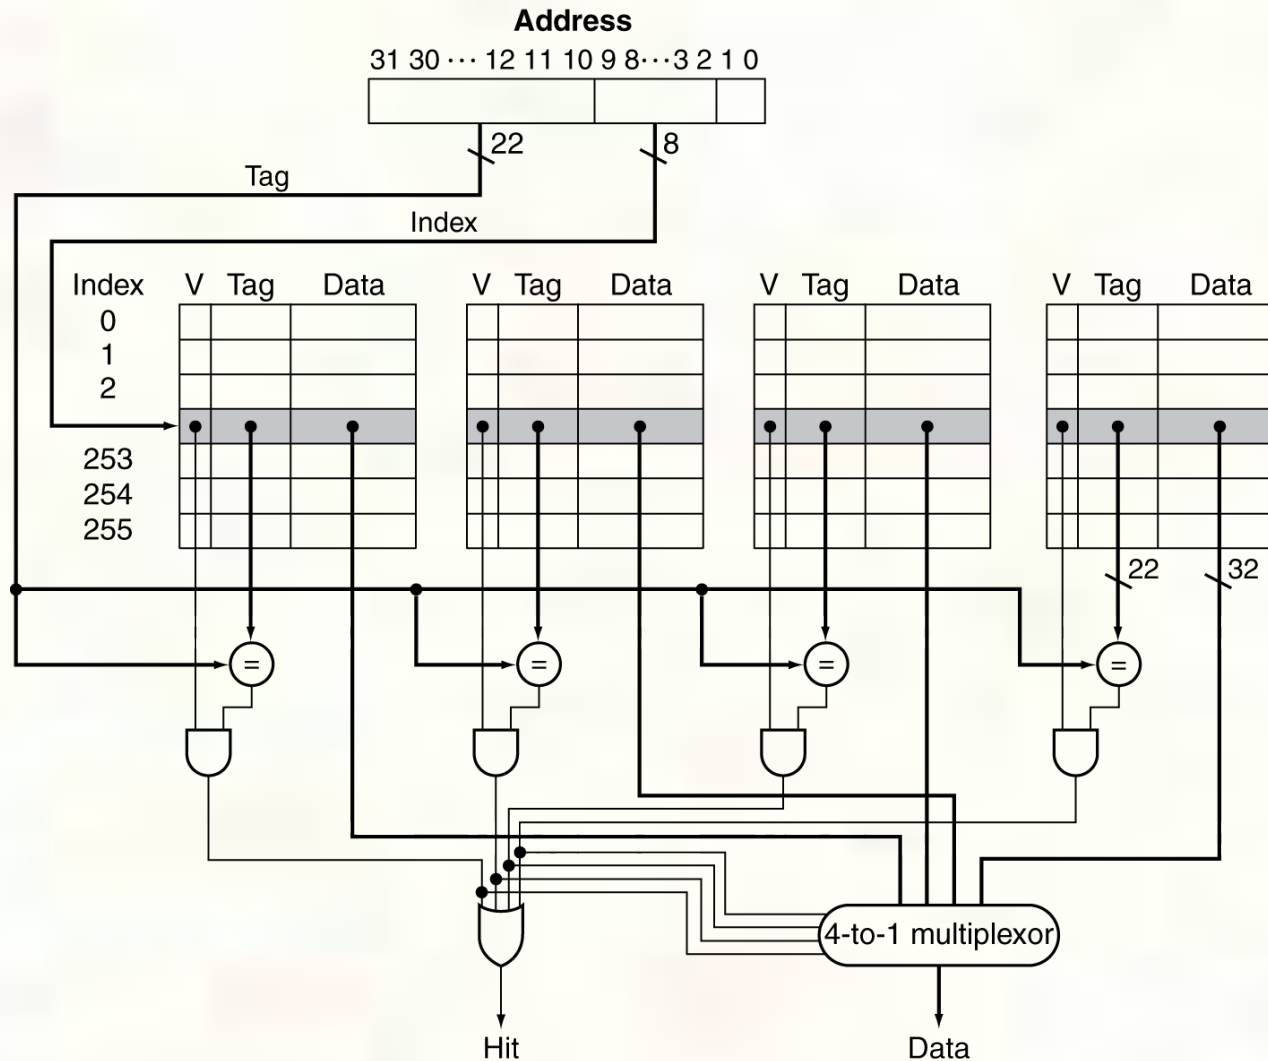 Address
31 30 ··· 12 11 10 9 8···3 2 1 0
22
8
Tag
Index
Index V Tag Data V Tag Data V Tag Data V Tag Data
0
1
2
253
254
255
22 32
= = = =
4-to-1 multiplexor
Hit Data